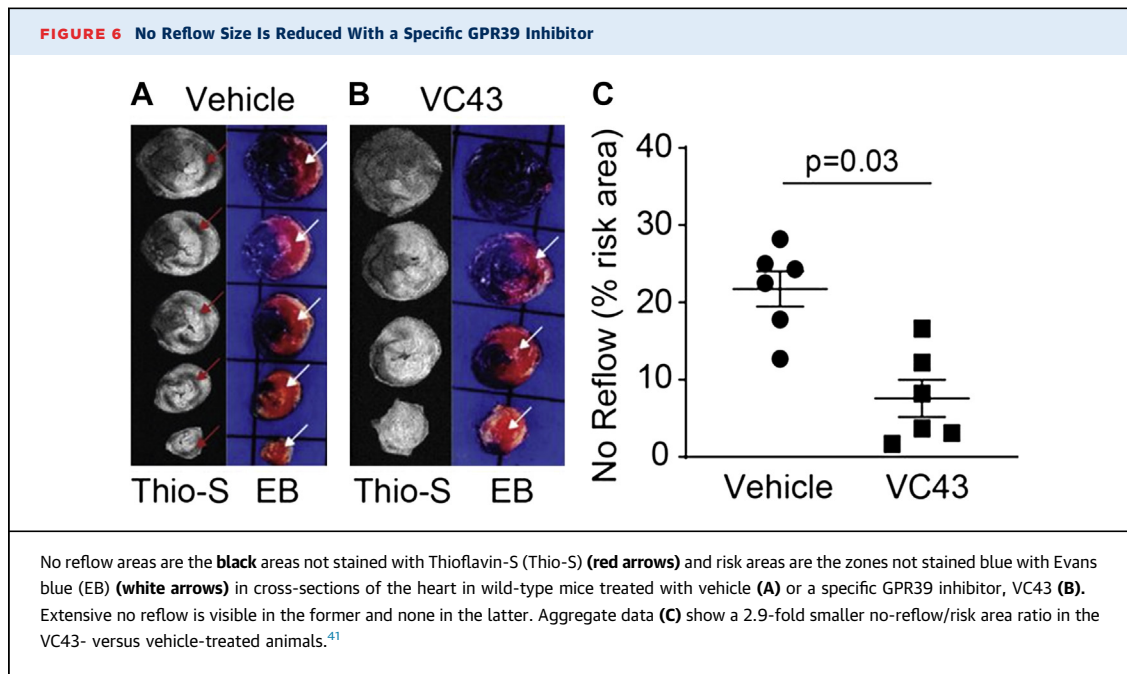 FIGURE 6 No Reflow Size Is Reduced With a Specific GPR39 Inhibitor
A Vehicle
B VC43
C
Thio-S EB
Thio-S EB
No Reflow (% risk area)
40
30
20
10
0
p=0.03
Vehicle VC43
No reflow areas are the black areas not stained with Thioflavin-S (Thio-S) (red arrows) and risk areas are the zones not stained blue with Evans
blue (EB) (white arrows) in cross-sections of the heart in wild-type mice treated with vehicle (A) or a specific GPR39 inhibitor, VC43 (B).
Extensive no reflow is visible in the former and none in the latter. Aggregate data (C) show a 2.9-fold smaller no-reflow/risk area ratio in the
VC43- versus vehicle-treated animals.41